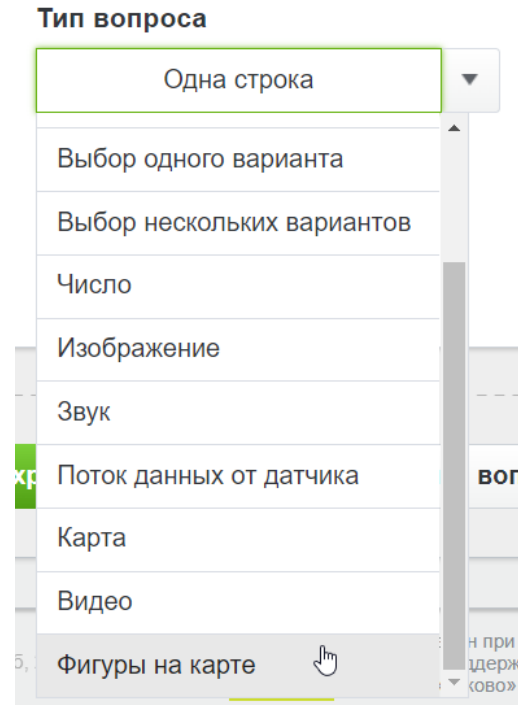 Тип вопроса
Одна строка
Выбор одного варианта
Выбор нескольких вариантов
Число
Изображение
Звук
Поток данных от датчика
Карта
Видео
Фигуры на карте
н при